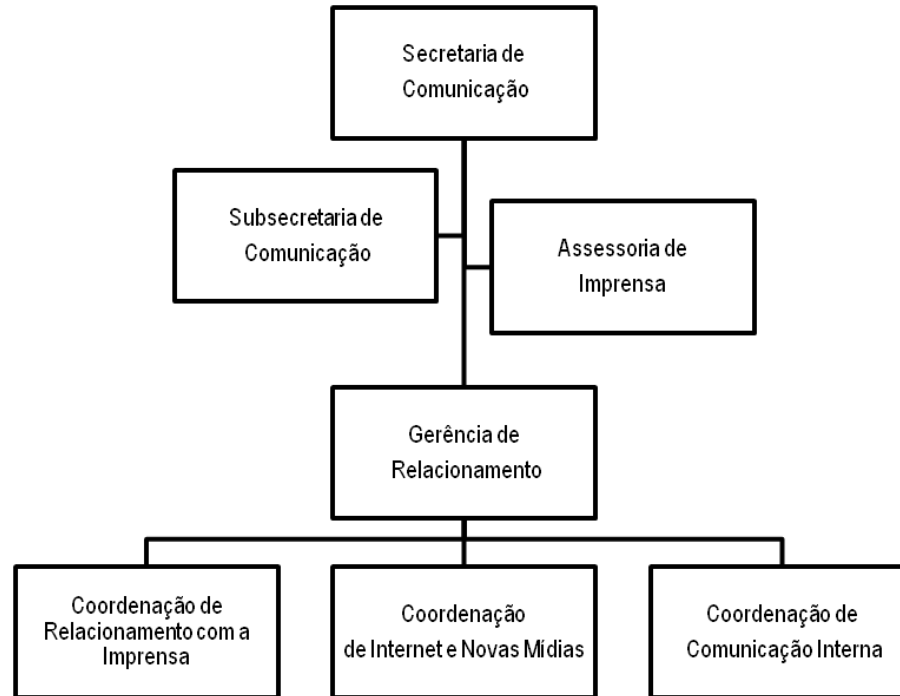 Secretaria de
Comunicação
Subsecretaria de
Comunicação
Assessoria de
Imprensa
Gerência de
Relacionamento
Coordenação de
Relacionamento com a
Imprensa
Coordenação
de Internet e Novas Mídias
Coordenação de
Comunicação Interna